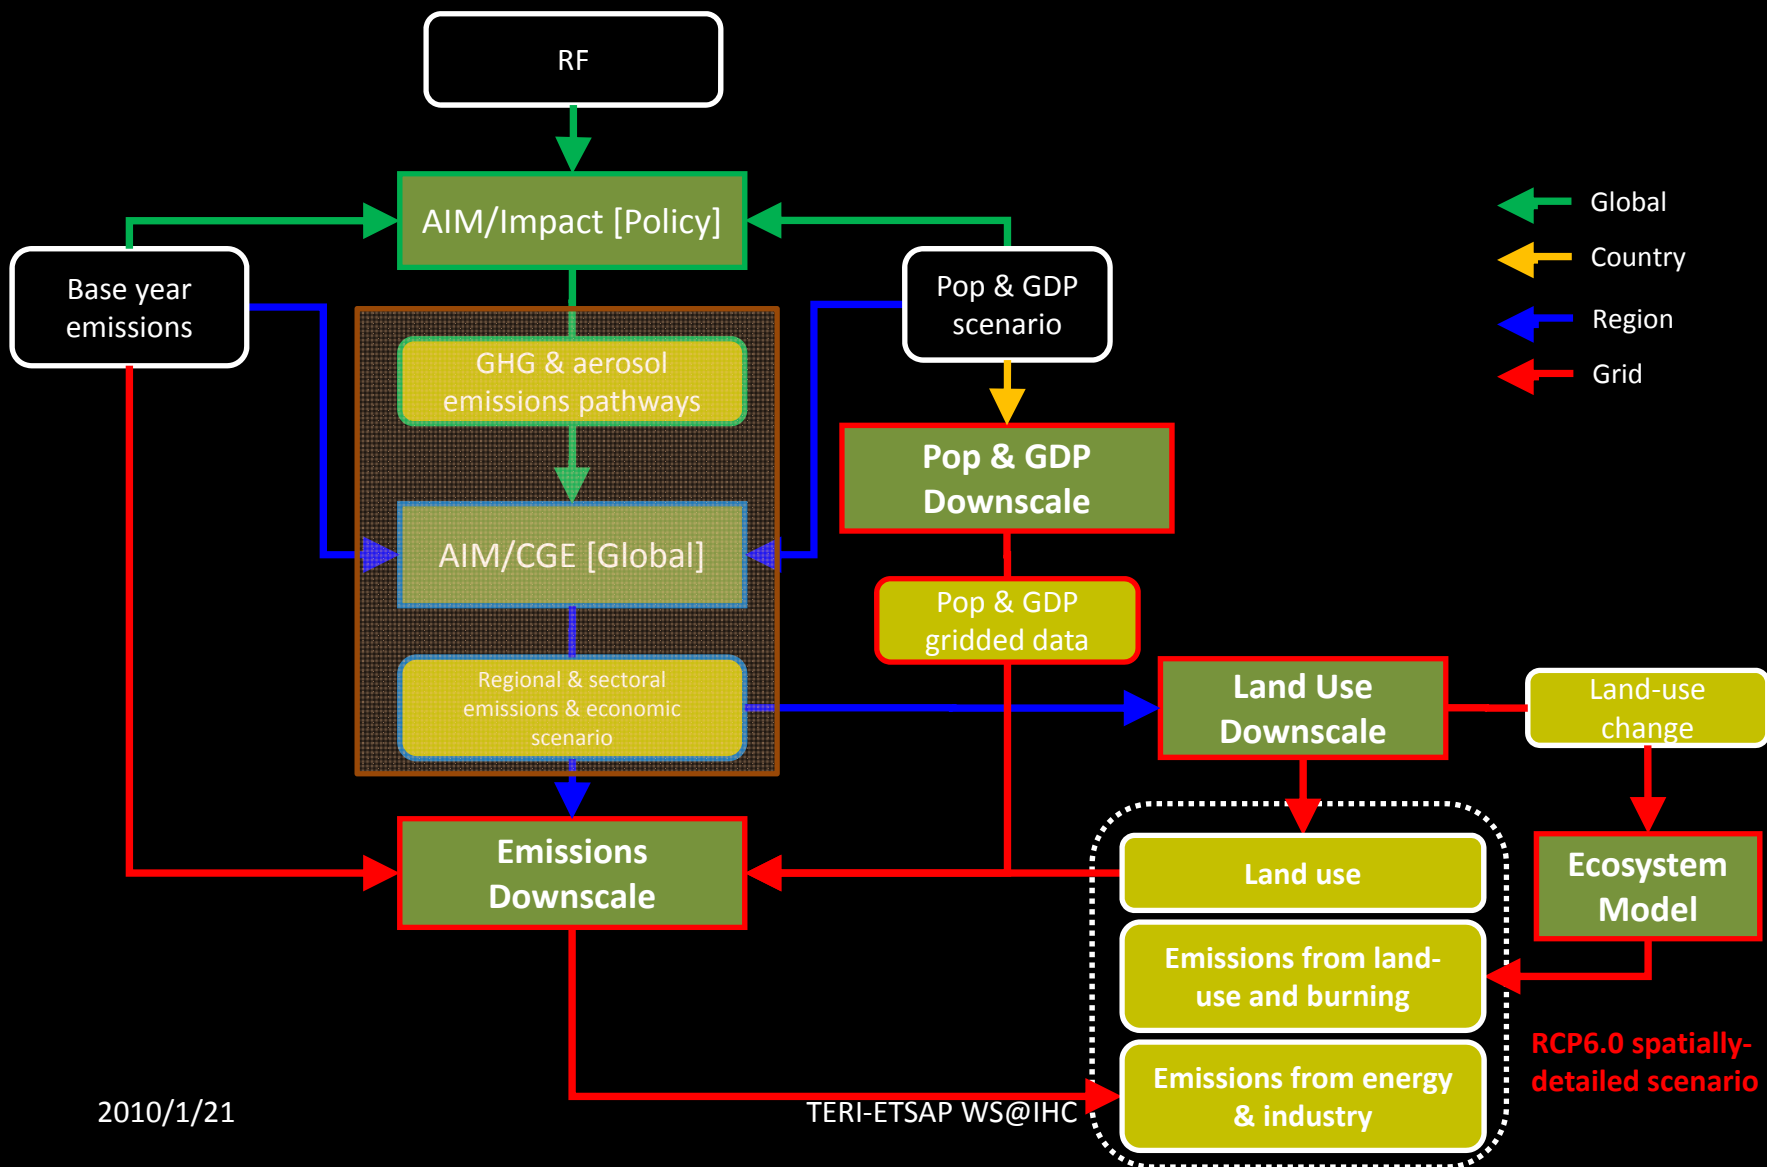 RF
AIM/Impact [Policy]
Global
Country
Region
Grid
Base year
emissions
Pop & GDP
scenario
GHG & aerosol
emissions pathways
Pop & GDP
Downscale
AIM/CGE [Global]
Pop & GDP
gridded data
Regional & sectoral
emissions & economic
scenario
Land Use
Downscale
Land-use
change
Emissions
Downscale
Land use
Ecosystem
Model
Emissions from land-
use and burning
RCP6.0 spatially-
detailed scenario
Emissions from energy
& industry
2010/1/21
TERI-ETSAP WS@IHC